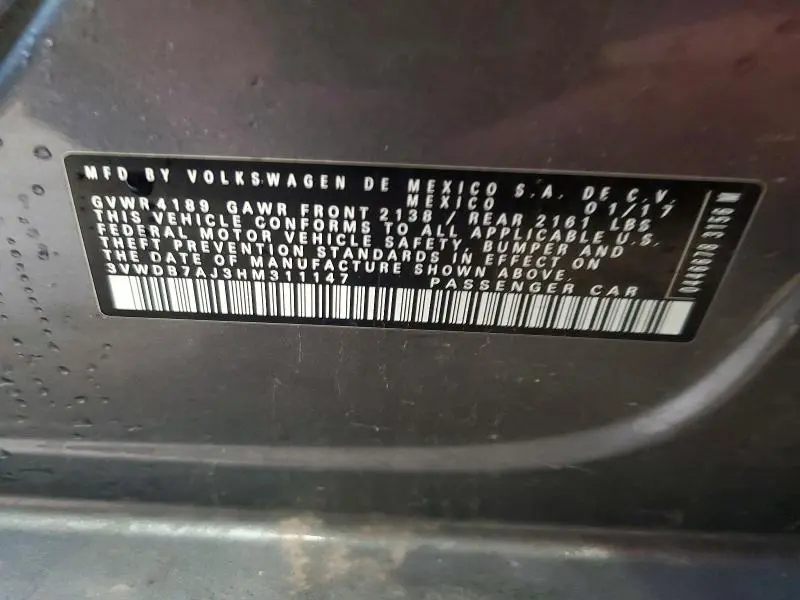 MFD BY VOLKSWAGEN DE MEXICO S.A. DE C.V.
MEXICO 01/17
GVWR 4189 GAWR FRONT 2138 / REAR 2161 LBS
THIS VEHICLE CONFORMS TO ALL APPLICABLE U.S.
FEDERAL MOTOR VEHICLE SAFETY, BUMPER AND
THEFT PREVENTION STANDARDS IN EFFECT ON
THE DATE OF MANUFACTURE SHOWN ABOVE.
3VWDB7AJ3HM311147 PASSENGER CAR